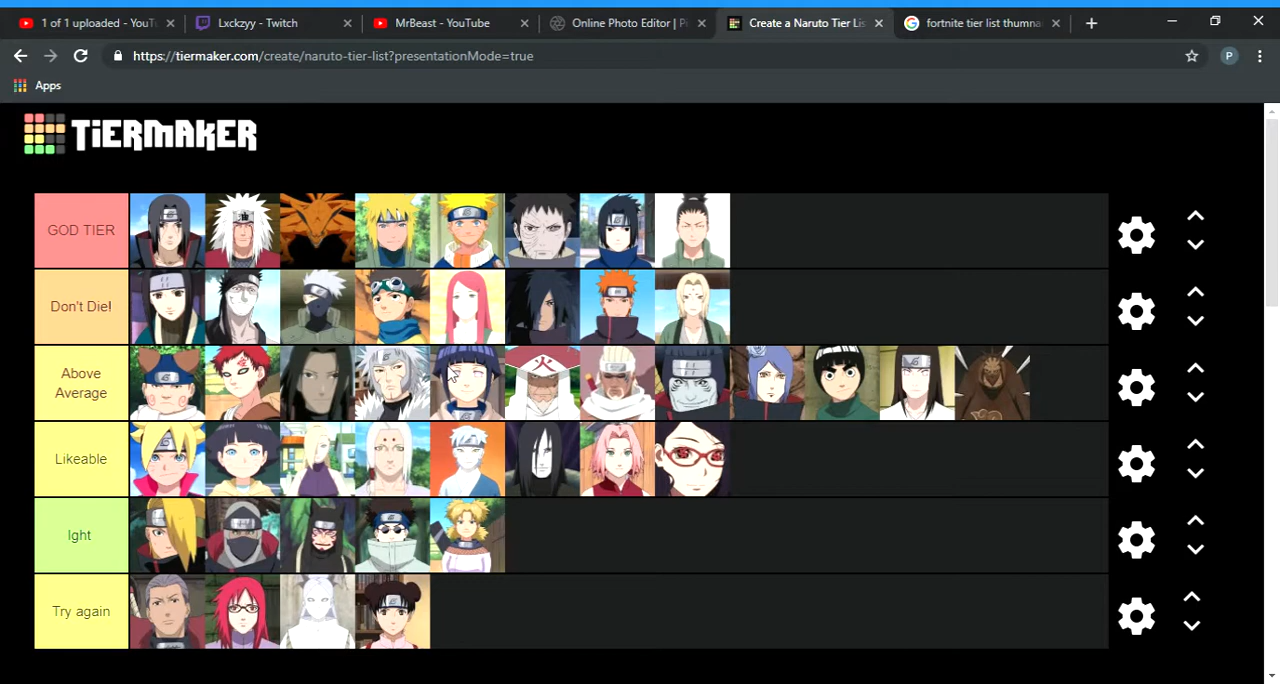 1 of 1 uploaded - YouT
Lxckzyy - Twitch
MrBeast - YouTube
Online Photo Editor | Pi
Create a Naruto Tier Lis
fortnite tier list thumna
https://tiermaker.com/create/naruto-tier-list?presentationMode=true
P
Apps
TiERMAKER
GOD TIER
Don't Die!
Above
Average
Likeable
Ight
Try again